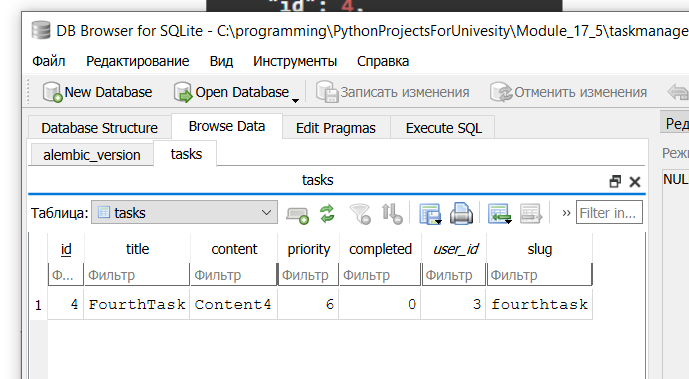 "id": 4,
DB Browser for SQLite - C:\programming\PythonProjectsForUnivesity\Module_17_5\taskmanage
Файл Редактирование Вид Инструменты Справка
New Database Open Database Записать изменения Отменить изменения
Database Structure Browse Data Edit Pragmas Execute SQL
Ред
alembic_version tasks
Режи
tasks
NUL
Таблица: tasks » Filter in...
id title content priority completed user_id slug
Ф... Фильтр Фильтр Фильтр Фильтр Фильтр Фильтр
1 4 FourthTask Content4 6 0 3 fourthtask